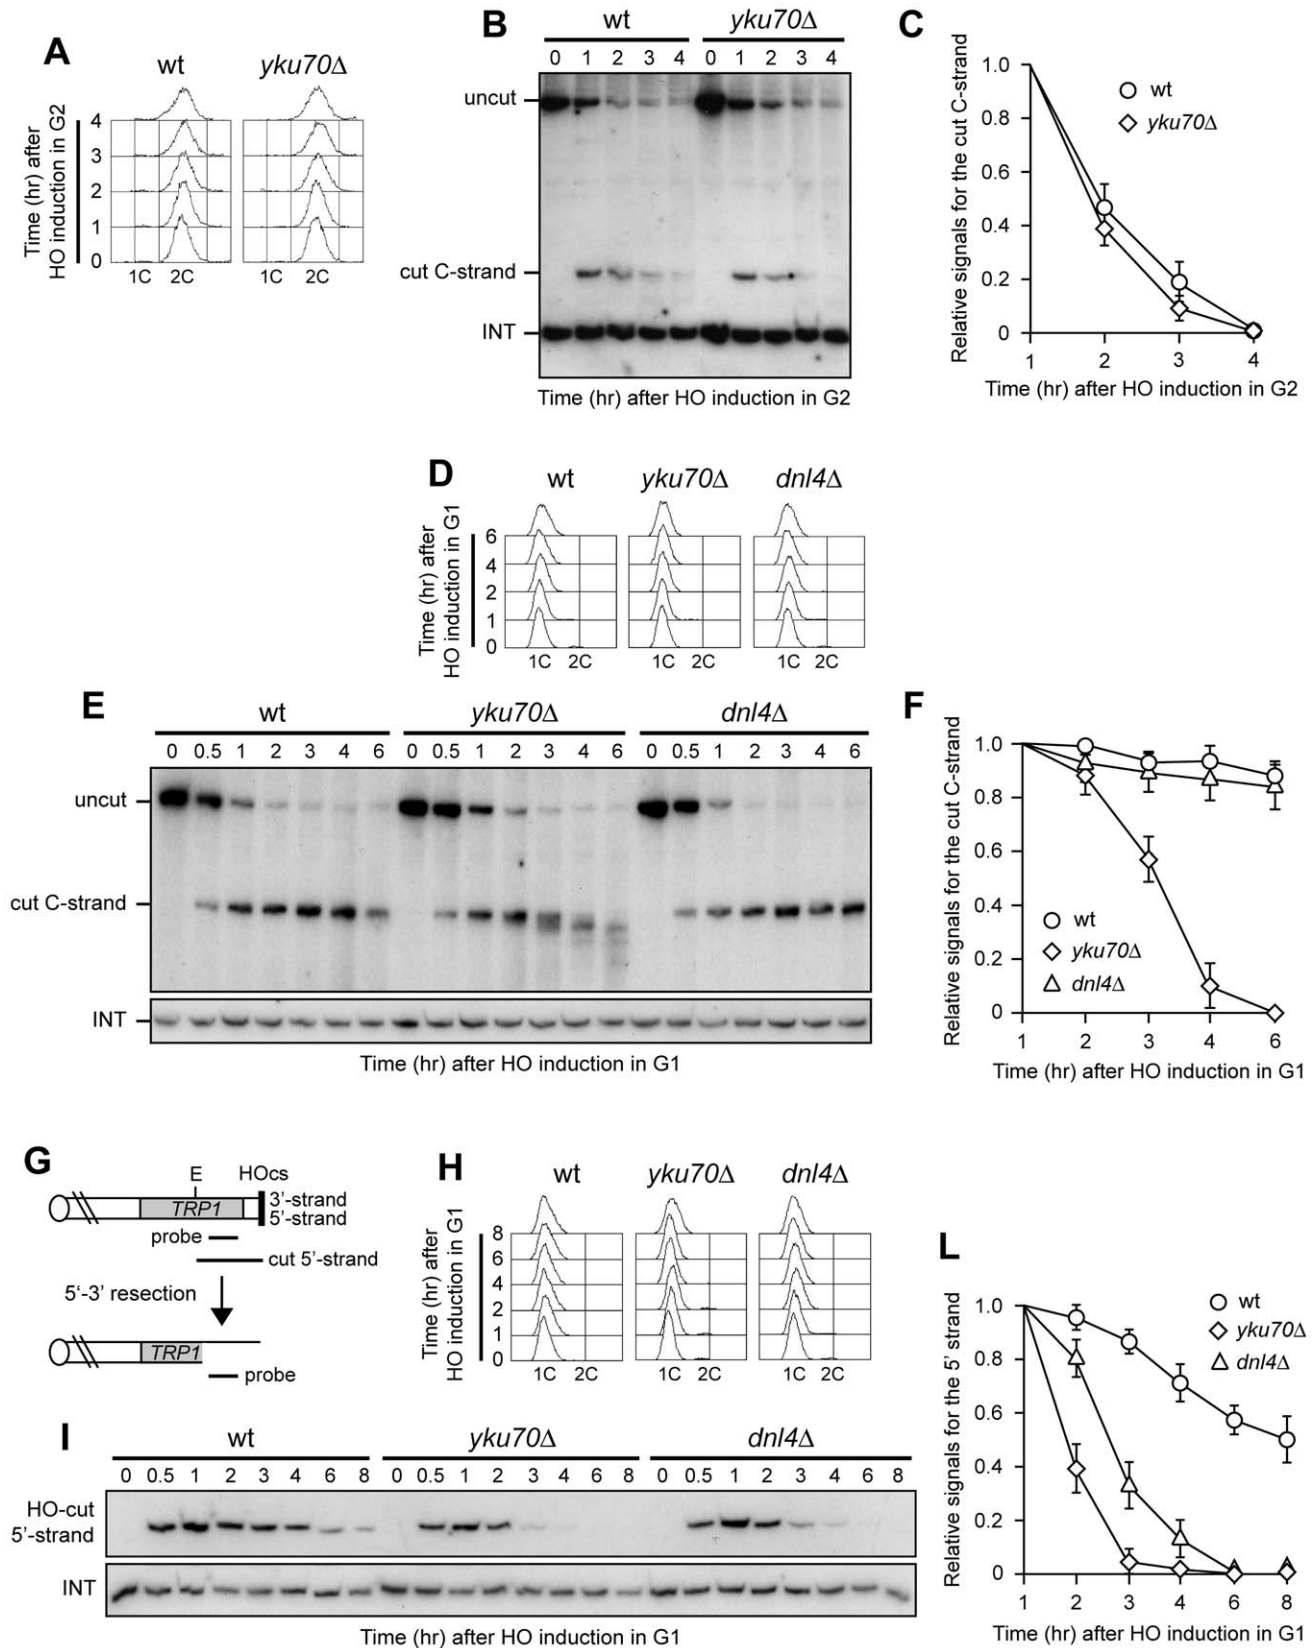 A
wt yku70Δ
Time (hr) after
HO induction in G2
4
3
2
1
0
1C 2C 1C 2C
B
wt yku70Δ
0 1 2 3 4 0 1 2 3 4
uncut
cut C-strand
INT
Time (hr) after HO induction in G2
C
Relative signals for the cut C-strand
1.0
0.8
0.6
0.4
0.2
0
wt
yku70Δ
1 2 3 4
Time (hr) after HO induction in G2
D
wt yku70Δ dnl4Δ
Time (hr) after
HO induction in G1
6
4
2
1
0
1C 2C 1C 2C 1C 2C
E
wt yku70Δ dnl4Δ
0 0.5 1 2 3 4 6 0 0.5 1 2 3 4 6 0 0.5 1 2 3 4 6
uncut
cut C-strand
INT
Time (hr) after HO induction in G1
F
Relative signals for the cut C-strand
1.0
0.8
0.6
0.4
0.2
0
wt
yku70Δ
dnl4Δ
1 2 3 4 6
Time (hr) after HO induction in G1
G
E HOcs
TRP1
3’-strand
5’-strand
probe
cut 5’-strand
5‘-3’ resection
TRP1
probe
H
wt yku70Δ dnl4Δ
Time (hr) after
HO induction in G1
8
6
4
2
1
0
1C 2C 1C 2C 1C 2C
I
wt yku70Δ dnl4Δ
0 0.5 1 2 3 4 6 8 0 0.5 1 2 3 4 6 8 0 0.5 1 2 3 4 6 8
HO-cut
5’-strand
INT
Time (hr) after HO induction in G1
L
Relative signals for the 5’ strand
1.0
0.8
0.6
0.4
0.2
0
wt
yku70Δ
dnl4Δ
1 2 3 4 6 8
Time (hr) after HO induction in G1